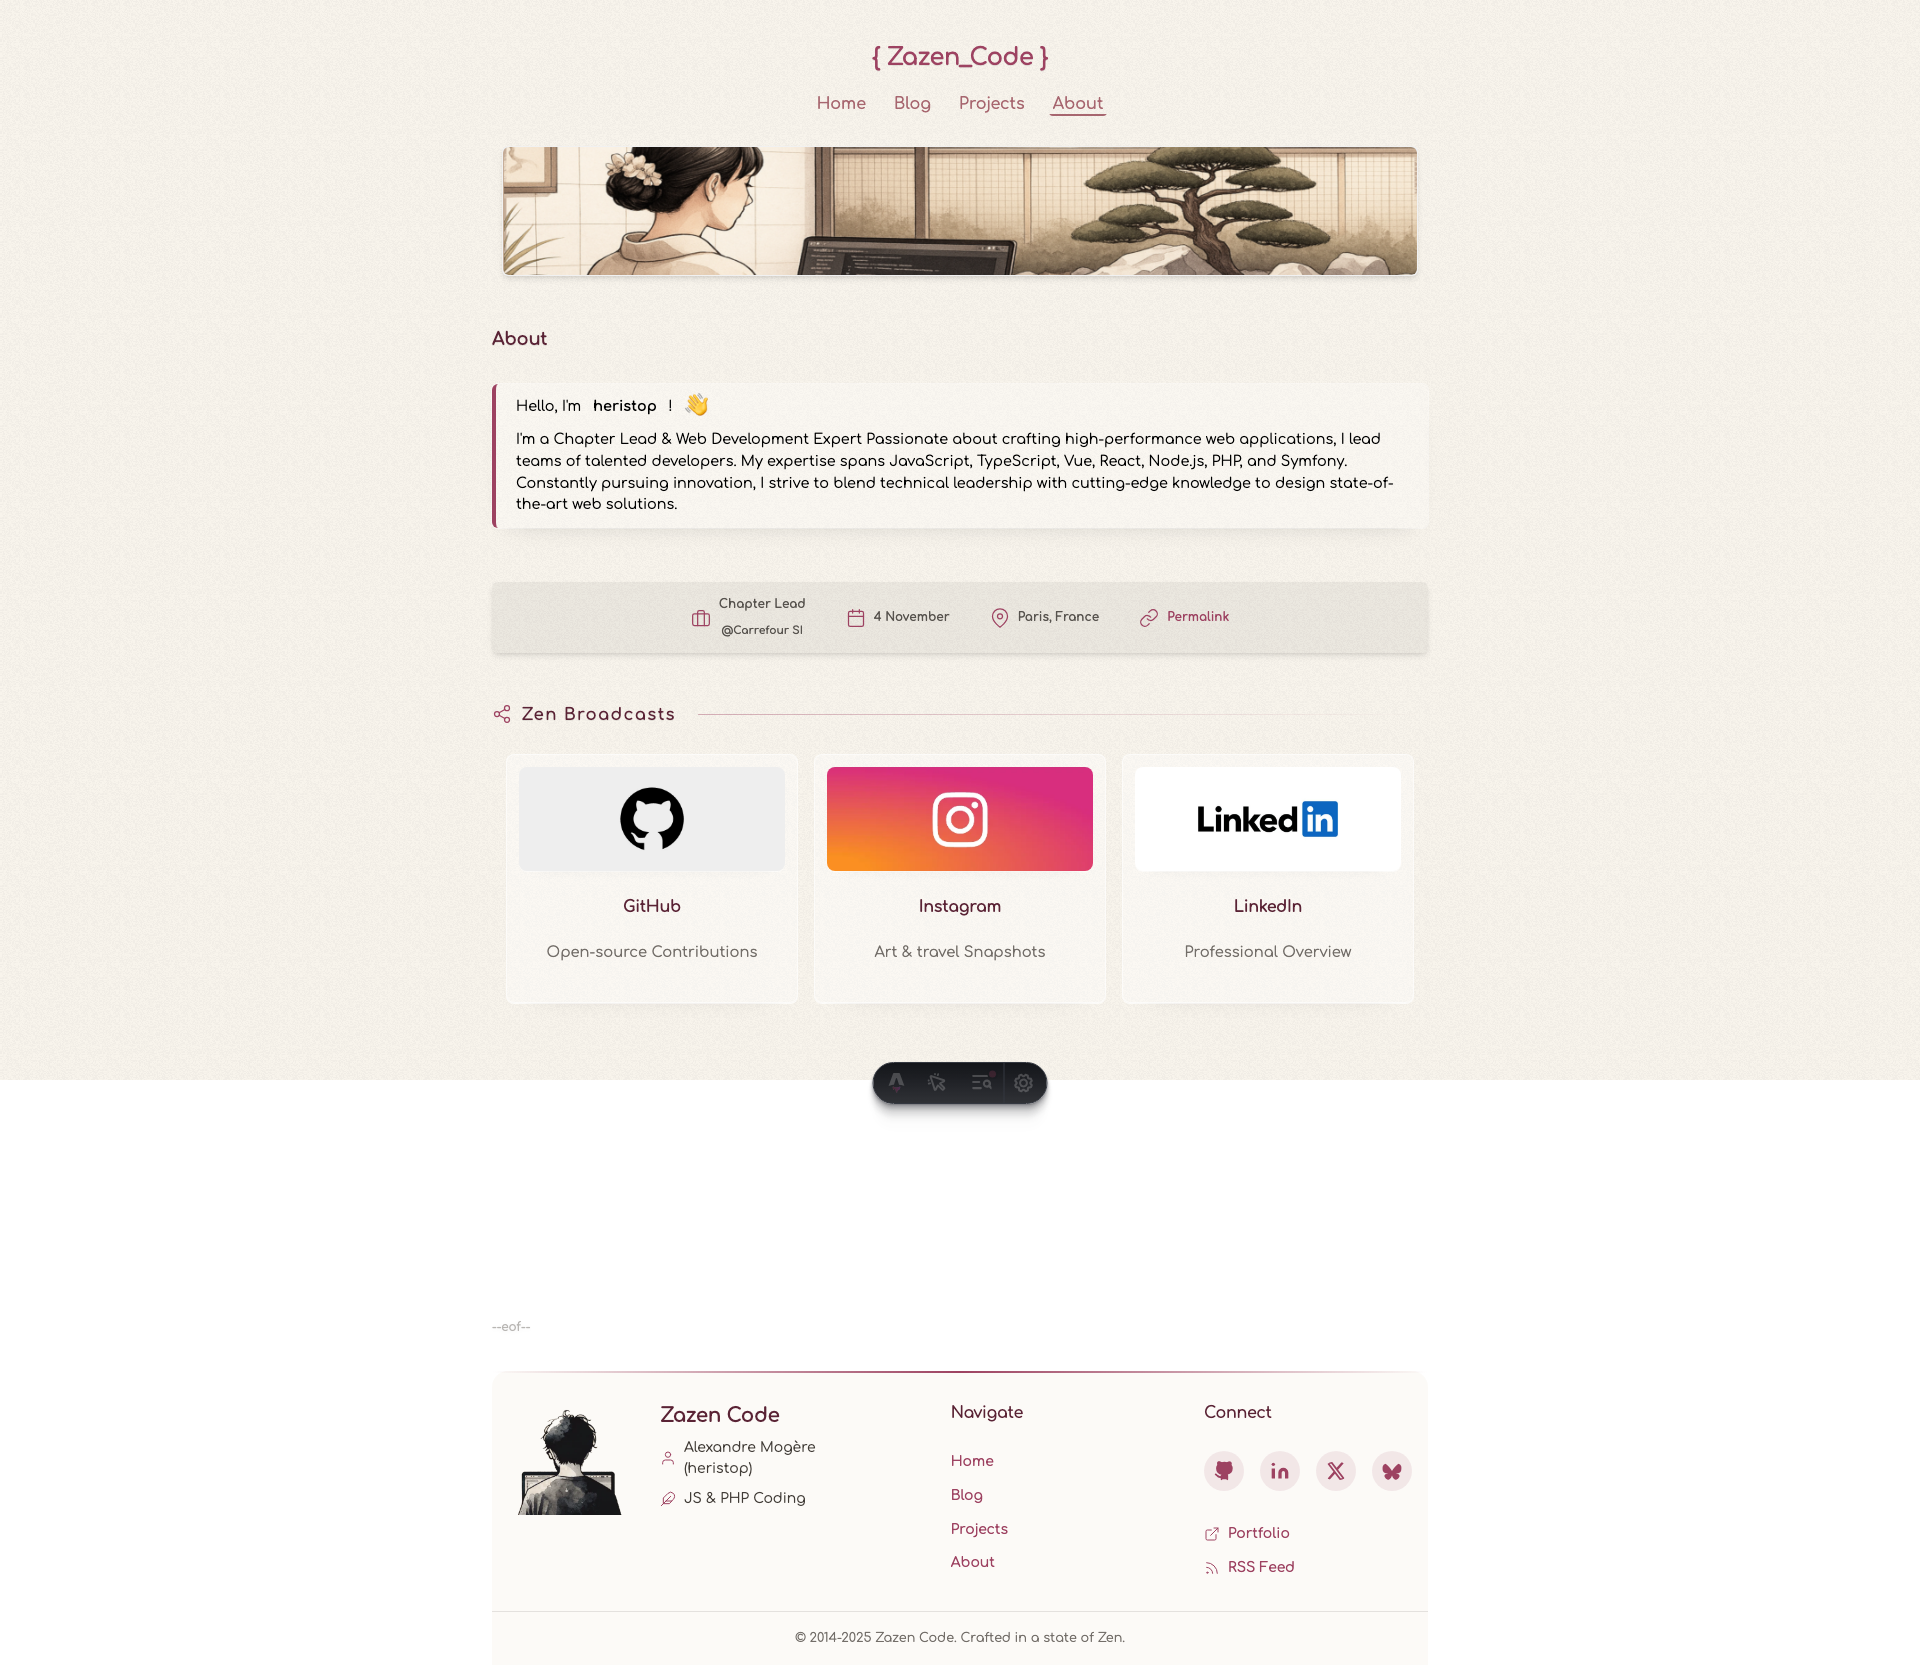 { Zazen_Code }
Home Blog Projects About
About
Hello, I'm heristop ! 👋
I'm a Chapter Lead & Web Development Expert Passionate about crafting high-performance web applications, I lead
teams of talented developers. My expertise spans JavaScript, TypeScript, Vue, React, Node.js, PHP, and Symfony.
Constantly pursuing innovation, I strive to blend technical leadership with cutting-edge knowledge to design state-of-
the-art web solutions.
Chapter Lead
@Carrefour SI
4 November
Paris, France
Permalink
Zen Broadcasts
Linked in
GitHub
Open-source Contributions
Instagram
Art & travel Snapshots
LinkedIn
Professional Overview
--eof--
Zazen Code
Alexandre Mogère
(heristop)
JS & PHP Coding
Navigate
Home
Blog
Projects
About
Connect
Portfolio
RSS Feed
© 2014-2025 Zazen Code. Crafted in a state of Zen.